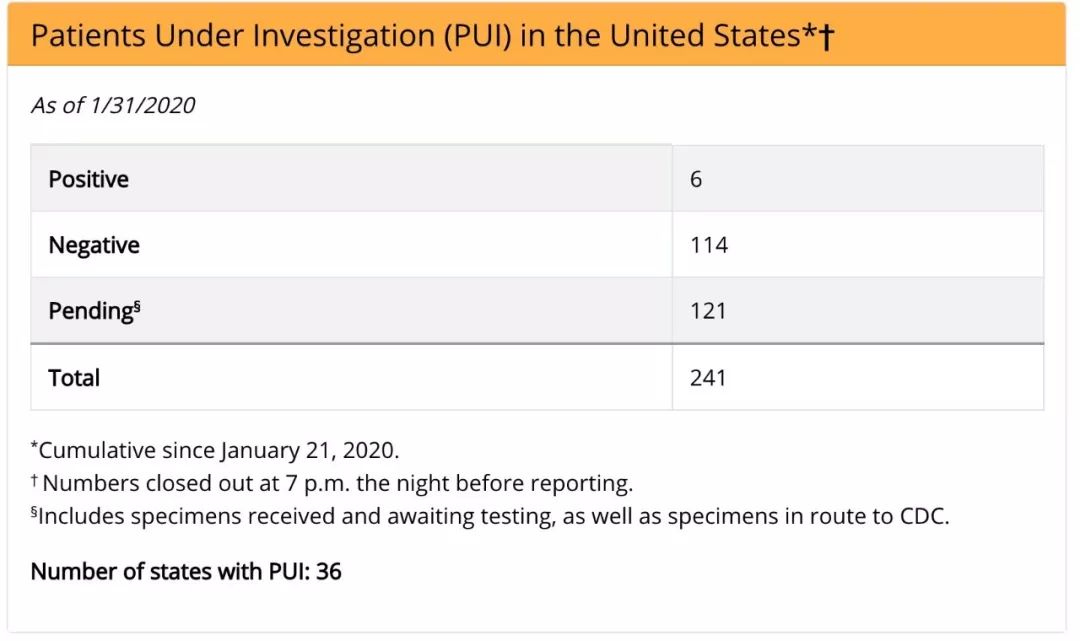 Patients Under Investigation (PUI) in the United States*†
As of 1/31/2020
Positive 6
Negative 114
Pending§ 121
Total 241
*Cumulative since January 21, 2020.
† Numbers closed out at 7 p.m. the night before reporting.
§Includes specimens received and awaiting testing, as well as specimens in route to CDC.
Number of states with PUI: 36